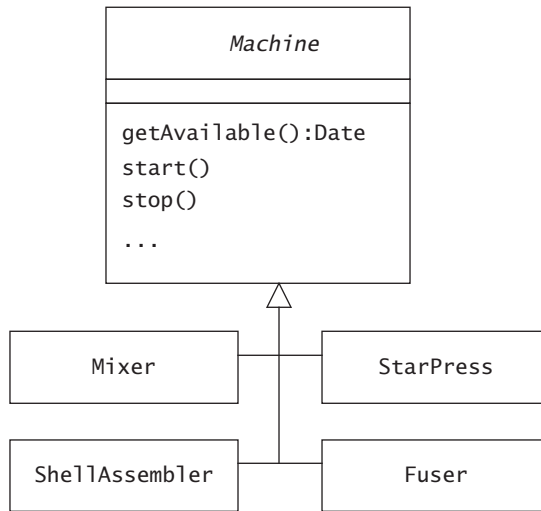 Machine
getAvailable():Date
start()
stop()
...
Mixer
StarPress
ShellAssembler
Fuser